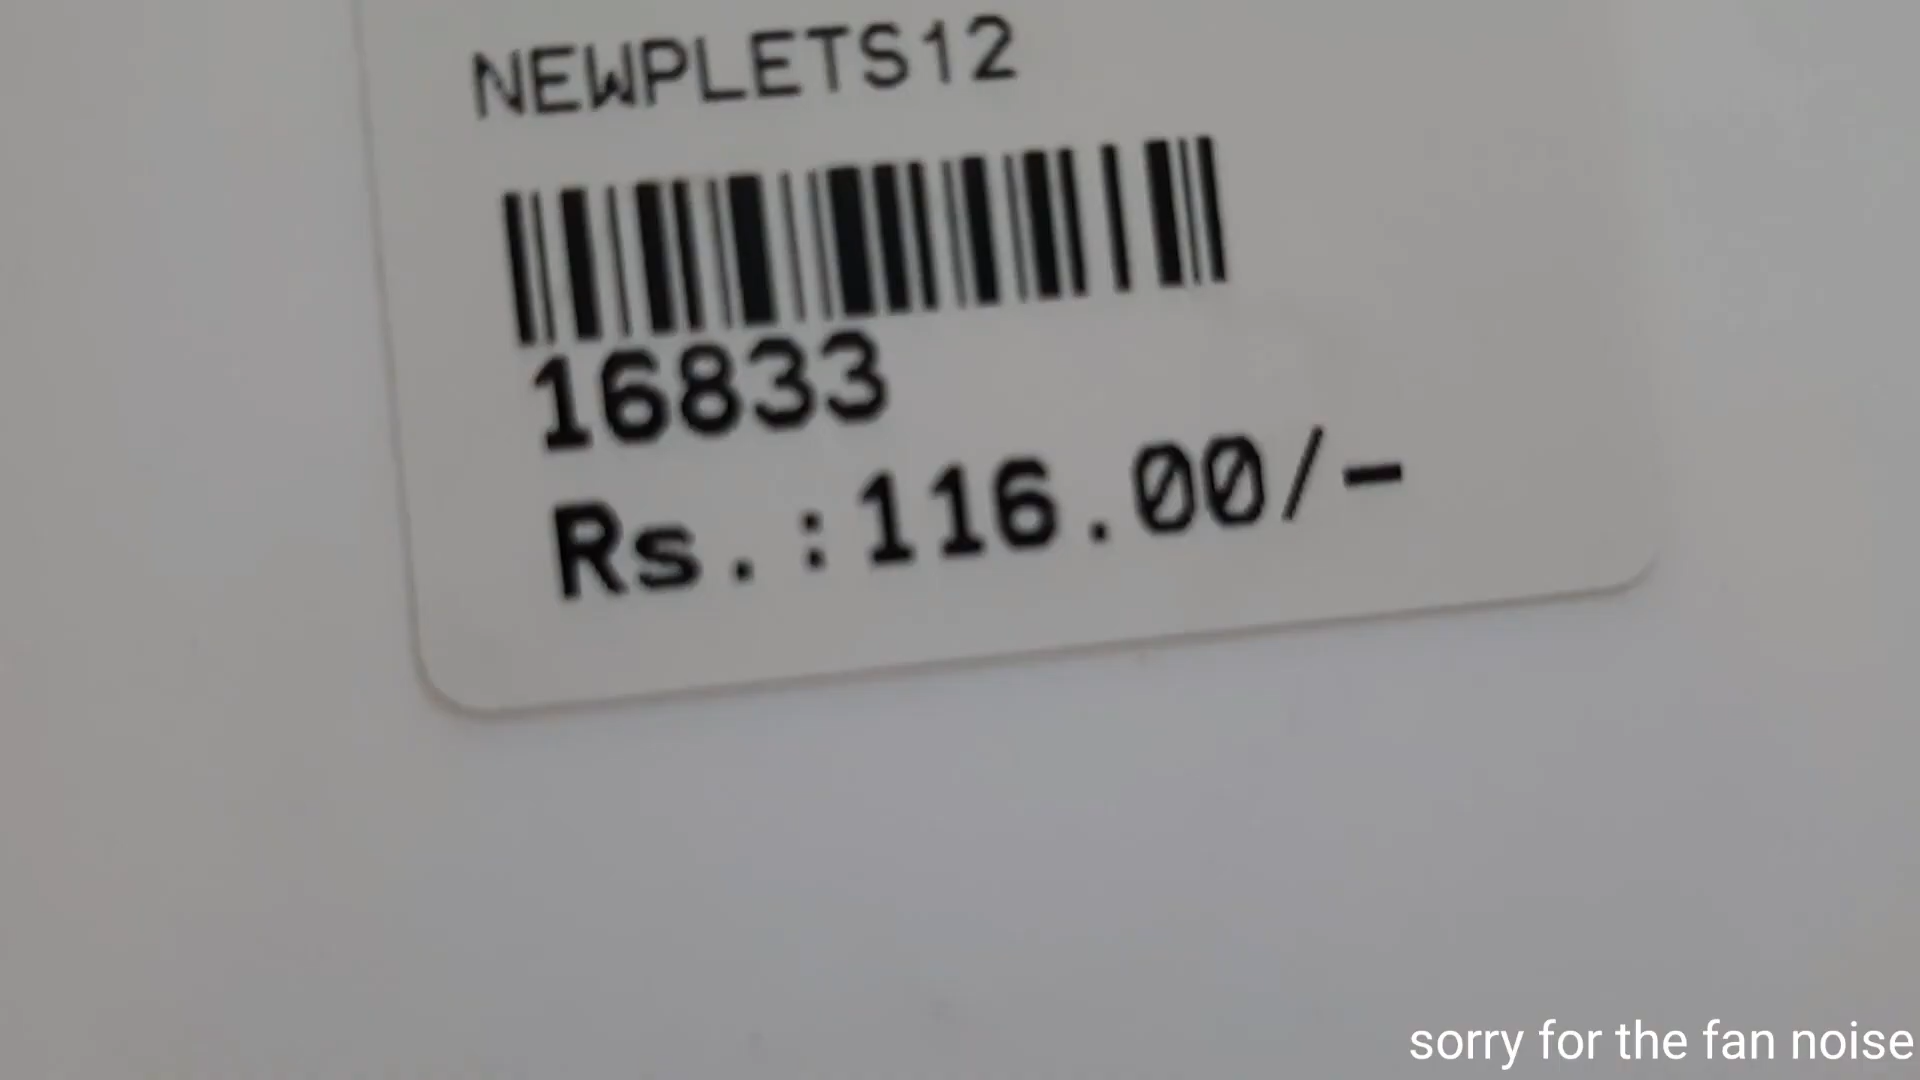 NEWPLETS12
16833
Rs.:116.00/-
sorry for the fan noise